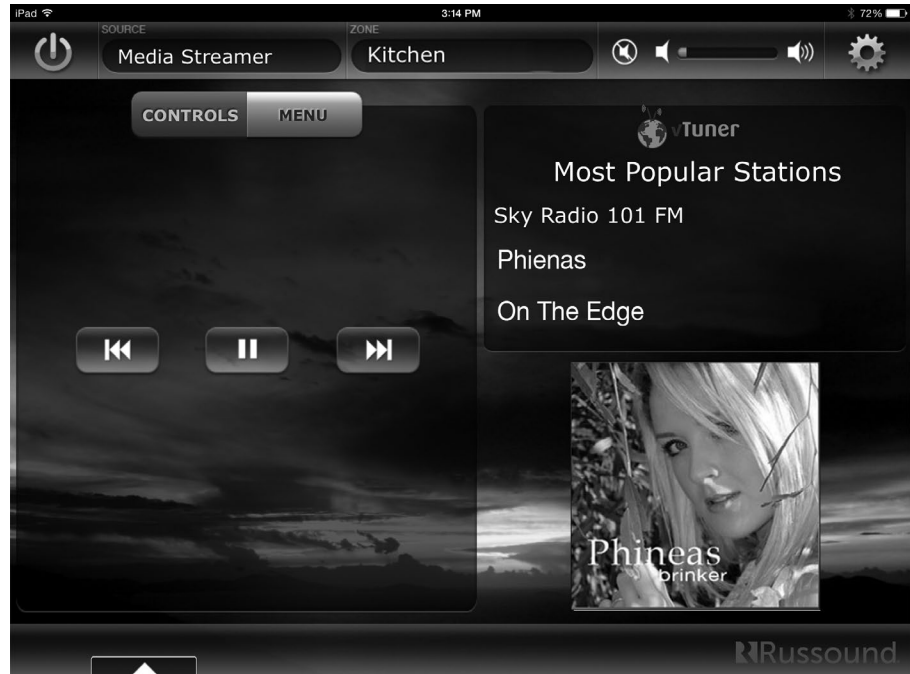 iPad 3:14 PM 72%
SOURCE ZONE
Media Streamer Kitchen
CONTROLS MENU
vTuner
Most Popular Stations
Sky Radio 101 FM
Phienas
On The Edge
Phineas
brinker
Russound